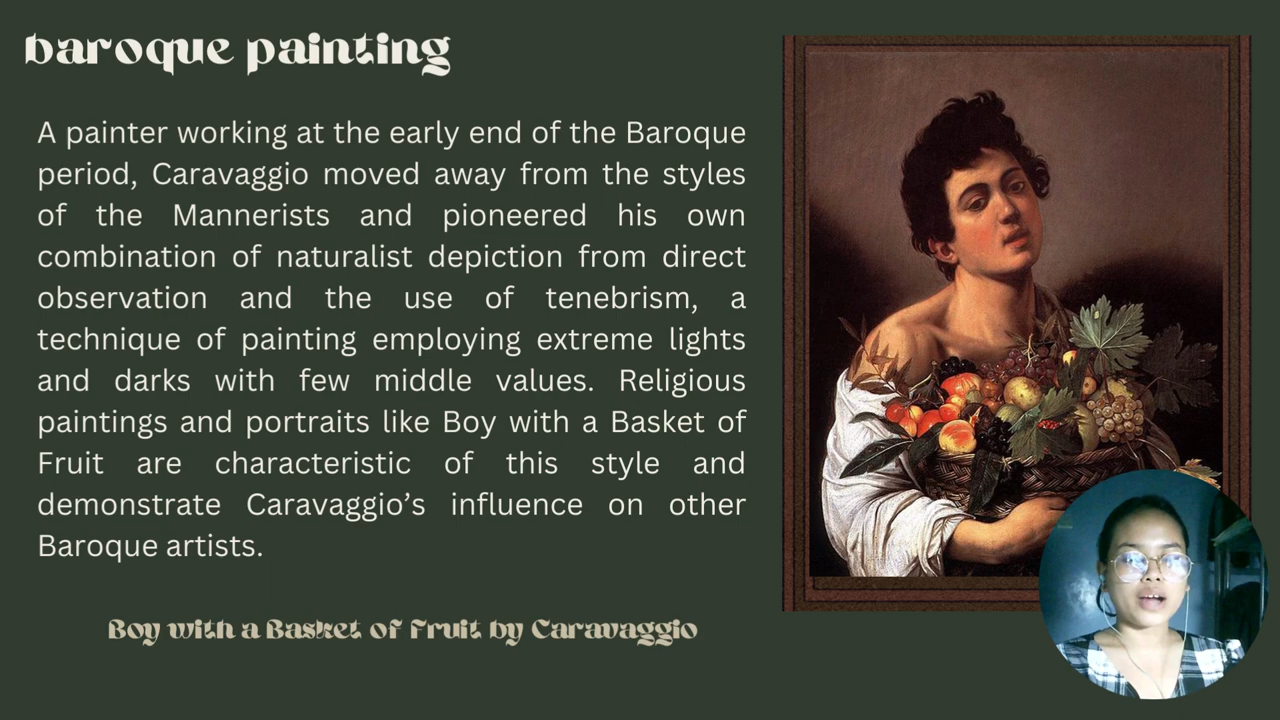 baroque painting
A painter working at the early end of the Baroque
period, Caravaggio moved away from the styles
of the Mannerists and pioneered his own
combination of naturalist depiction from direct
observation and the use of tenebrism, a
technique of painting employing extreme lights
and darks with few middle values. Religious
paintings and portraits like Boy with a Basket of
Fruit are characteristic of this style and
demonstrate Caravaggio’s influence on other
Baroque artists.
Boy with a Basket of Fruit by Caravaggio